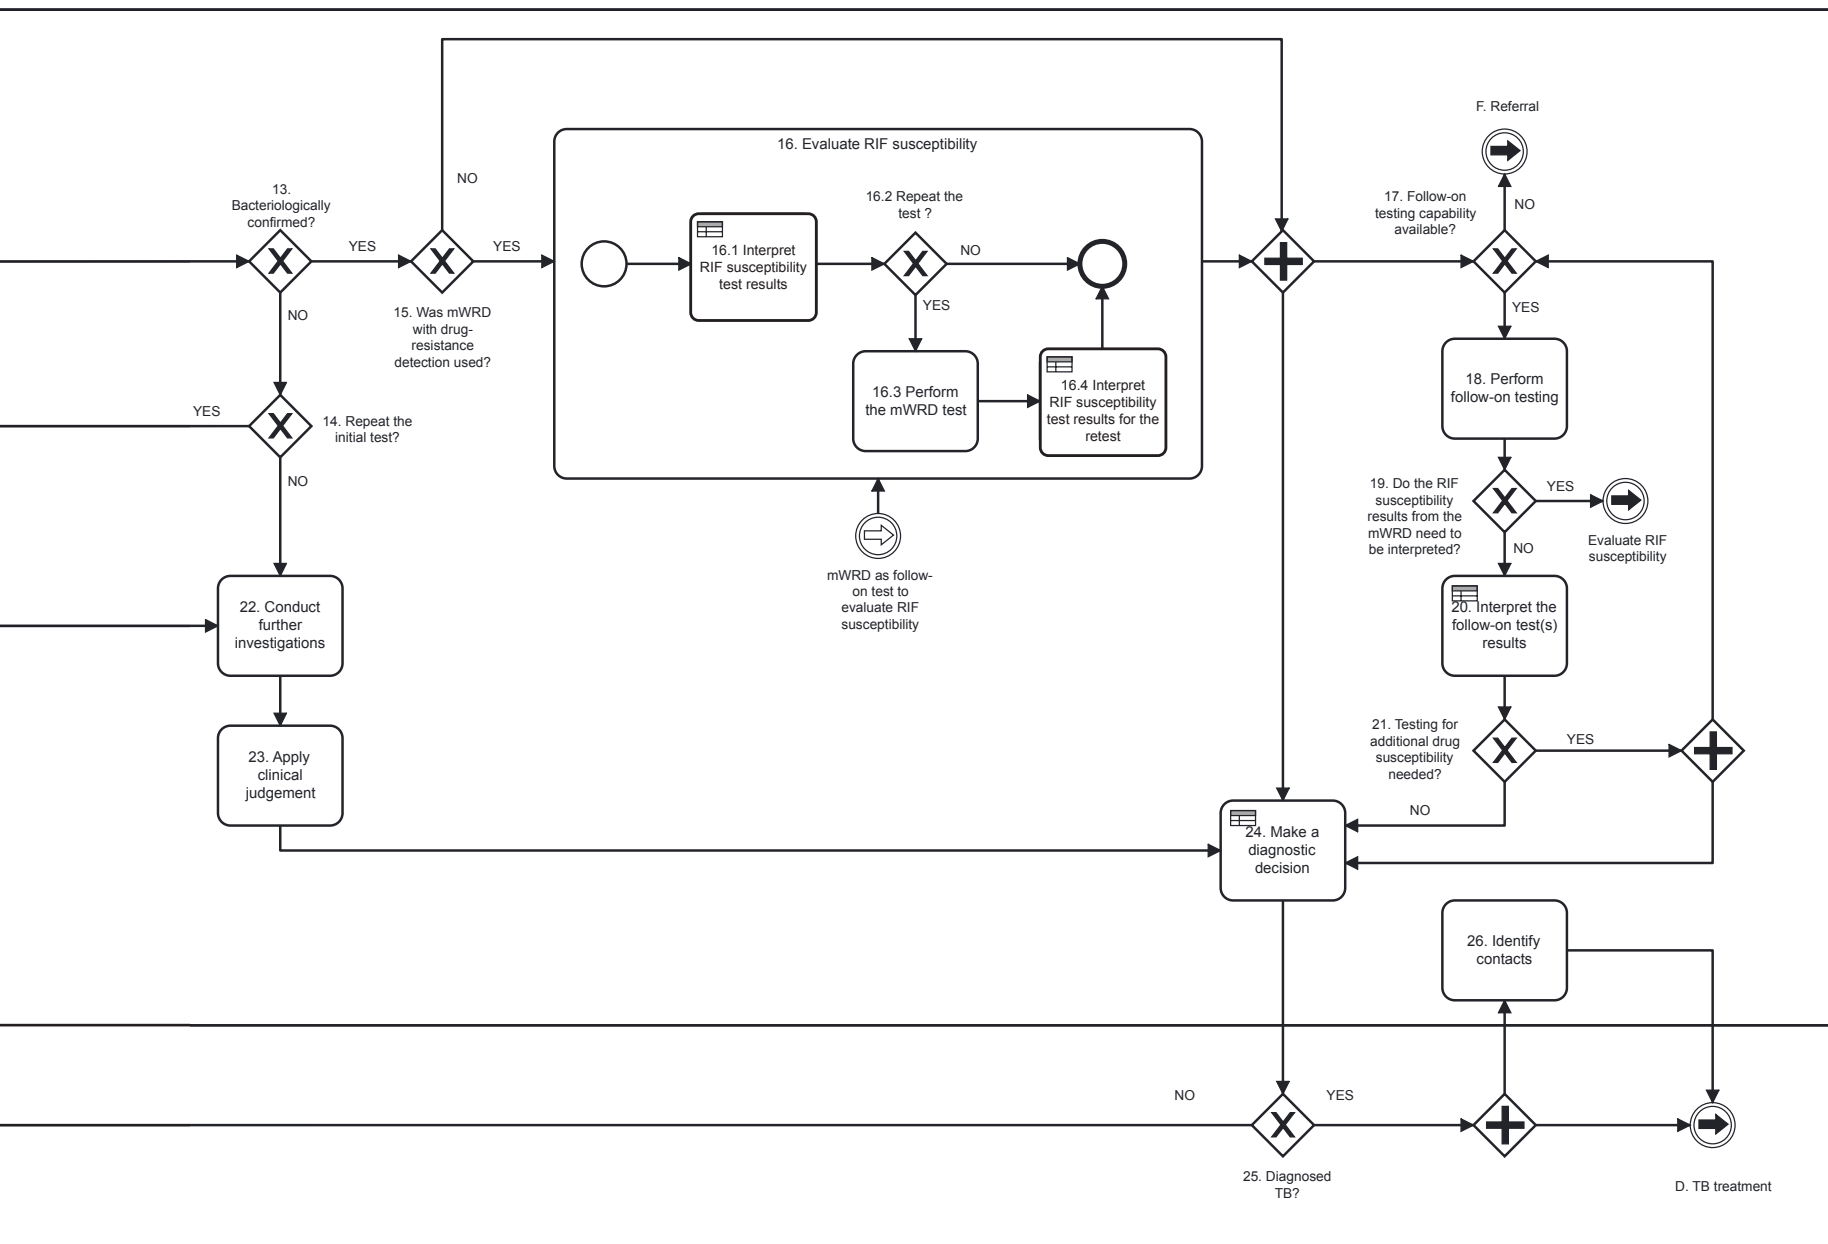 F. Referral
16. Evaluate RIF susceptibility
NO
13.
Bacteriologically
confirmed?
16.2 Repeat the
test ?
17. Follow-on
testing capability
available?
NO
YES
YES
16.1 Interpret
RIF susceptibility
test results
NO
NO
15. Was mWRD
with drug-
resistance
detection used?
YES
YES
16.3 Perform
the mWRD test
16.4 Interpret
RIF susceptibility
test results for the
retest
18. Perform
follow-on testing
YES
14. Repeat the
initial test?
NO
19. Do the RIF
susceptibility
results from the
mWRD need to
be interpreted?
YES
Evaluate RIF
susceptibility
NO
mWRD as follow-
on test to
evaluate RIF
susceptibility
22. Conduct
further
investigations
20. Interpret the
follow-on test(s)
results
23. Apply
clinical
judgement
21. Testing for
additional drug
susceptibility
needed?
YES
NO
24. Make a
diagnostic
decision
26. Identify
contacts
NO
YES
25. Diagnosed
TB?
D. TB treatment